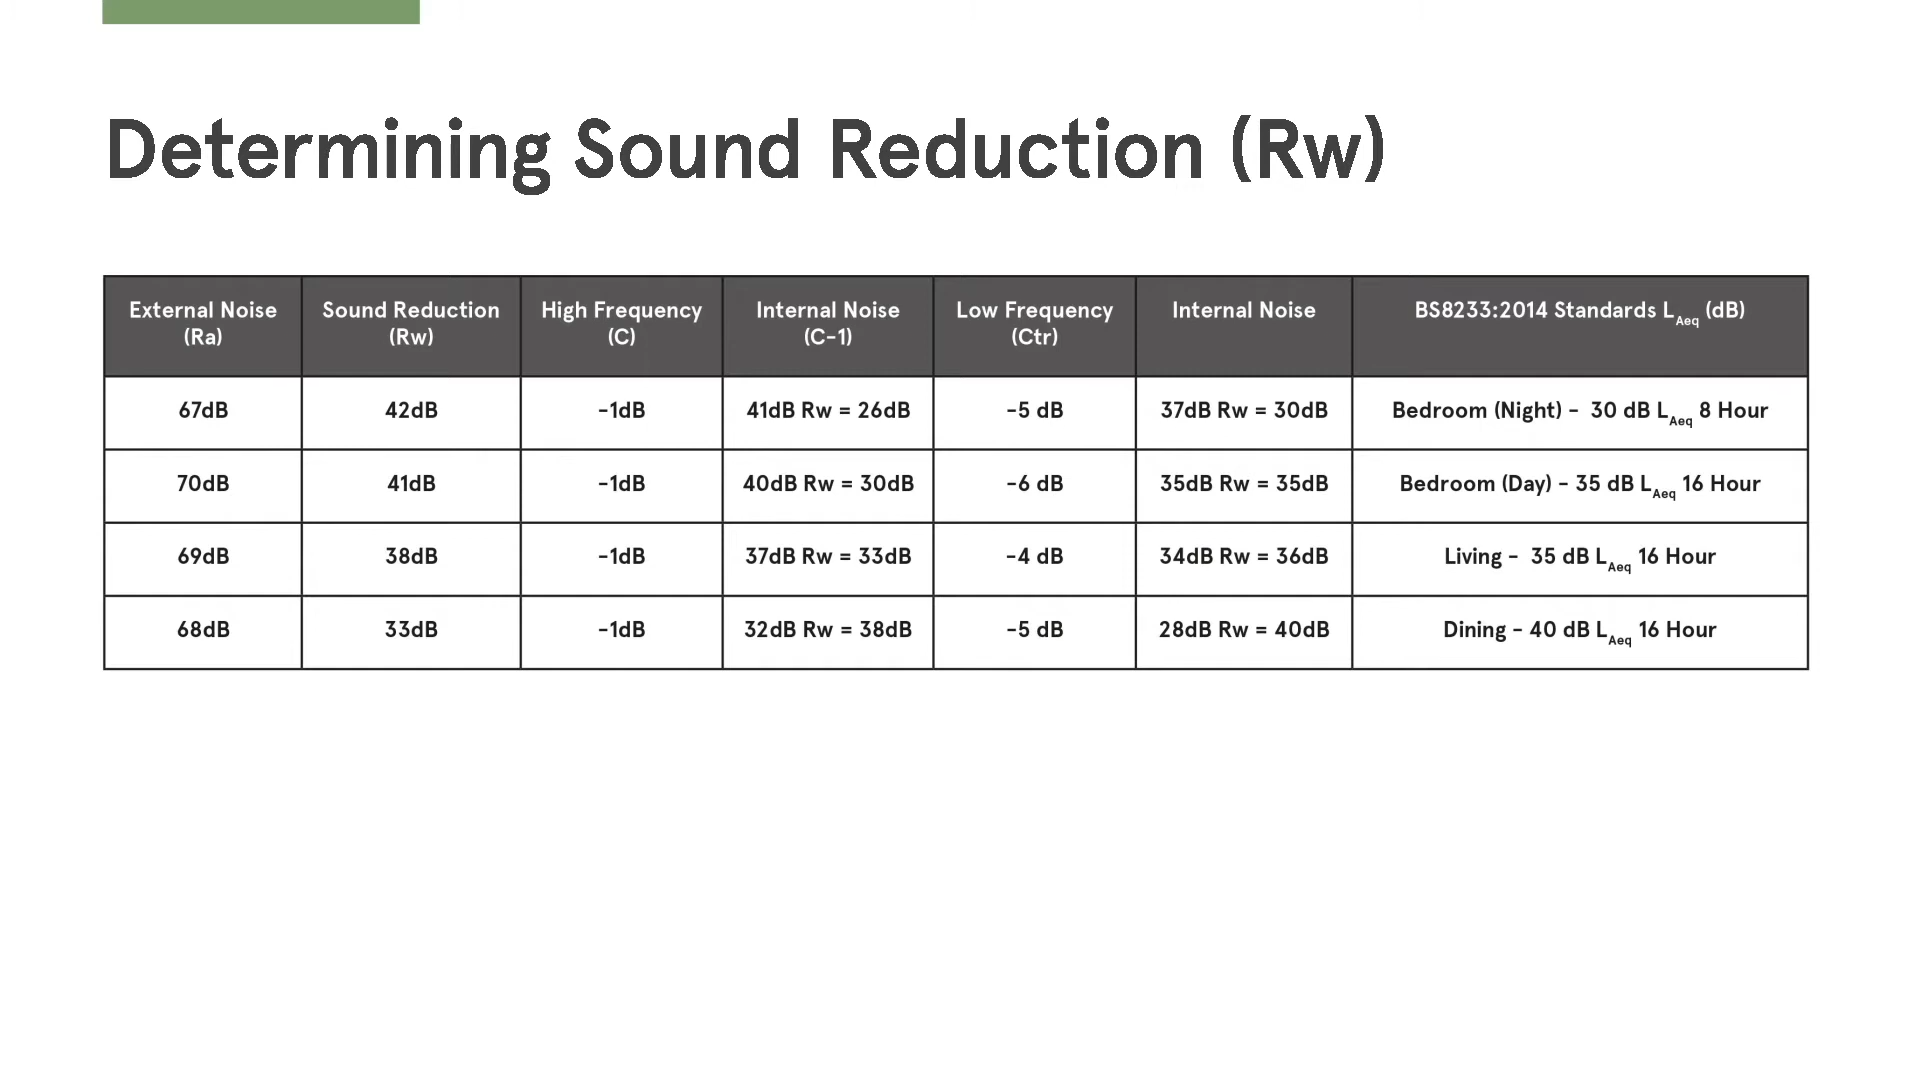 Determining Sound Reduction (Rw)
External Noise (Ra) Sound Reduction (Rw) High Frequency (C) Internal Noise (C-1) Low Frequency (Ctr) Internal Noise BS8233:2014 Standards LAeq (dB)
67dB 42dB -1dB 41dB Rw = 26dB -5 dB 37dB Rw = 30dB Bedroom (Night) - 30 dB LAeq 8 Hour
70dB 41dB -1dB 40dB Rw = 30dB -6 dB 35dB Rw = 35dB Bedroom (Day) - 35 dB LAeq 16 Hour
69dB 38dB -1dB 37dB Rw = 33dB -4 dB 34dB Rw = 36dB Living - 35 dB LAeq 16 Hour
68dB 33dB -1dB 32dB Rw = 38dB -5 dB 28dB Rw = 40dB Dining - 40 dB LAeq 16 Hour